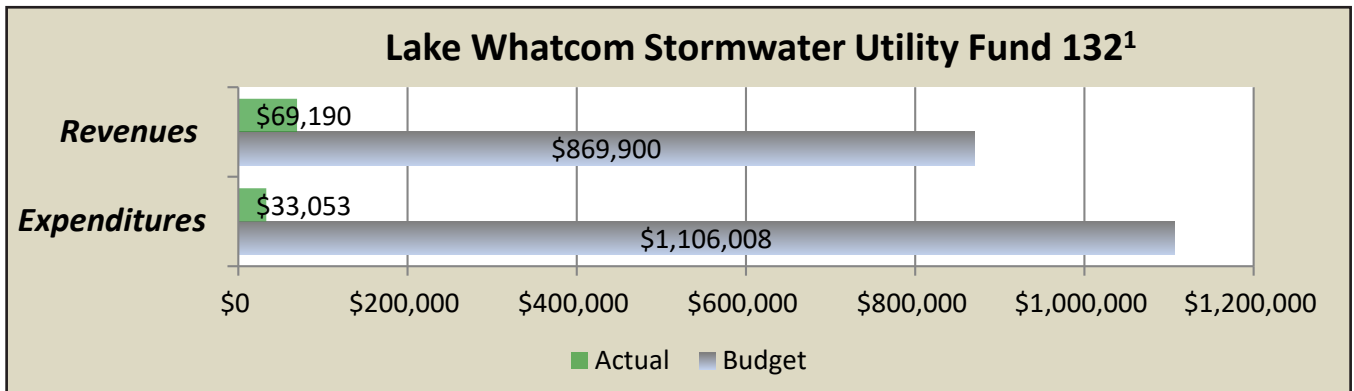 Lake Whatcom Stormwater Utility Fund 132¹
Revenues
$69,190
$869,900
Expenditures
$33,053
$1,106,008
$0 $200,000 $400,000 $600,000 $800,000 $1,000,000 $1,200,000
Actual Budget